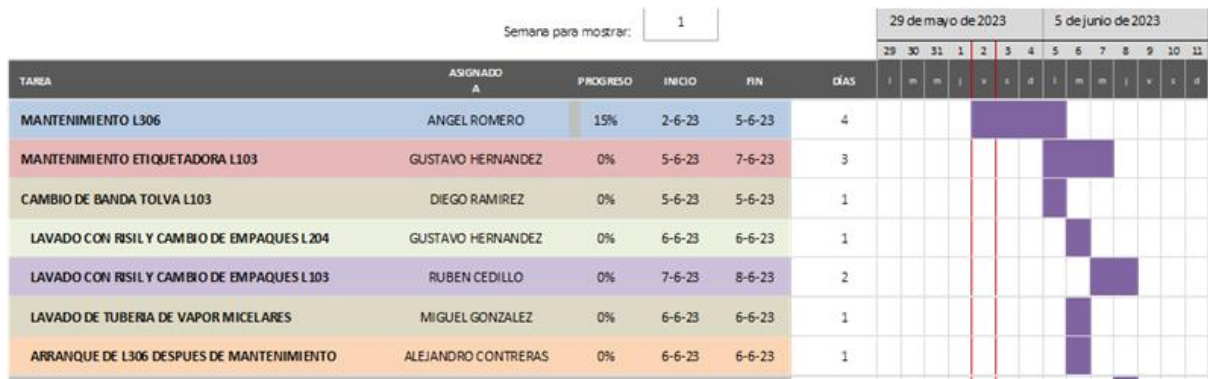 Semana para mostrar: 1 29 de mayo de 2023 5 de junio de 2023
29 30 31 1 2 3 4 5 6 7 8 9 10 11
TAREA ASIGNADO A PROGRESO INICIO FIN DÍAS l m m j v s d l m m j v s d
MANTENIMIENTO L306 ANGEL ROMERO 15% 2-6-23 5-6-23 4
MANTENIMIENTO ETIQUETADORA L103 GUSTAVO HERNANDEZ 0% 5-6-23 7-6-23 3
CAMBIO DE BANDA TOLVA L103 DIEGO RAMIREZ 0% 5-6-23 5-6-23 1
LAVADO CON RISIL Y CAMBIO DE EMPAQUES L204 GUSTAVO HERNANDEZ 0% 6-6-23 6-6-23 1
LAVADO CON RISIL Y CAMBIO DE EMPAQUES L103 RUBEN CEDILLO 0% 7-6-23 8-6-23 2
LAVADO DE TUBERIA DE VAPOR MICELARES MIGUEL GONZALEZ 0% 6-6-23 6-6-23 1
ARRANQUE DE L306 DESPUES DE MANTENIMIENTO ALEJANDRO CONTRERAS 0% 6-6-23 6-6-23 1